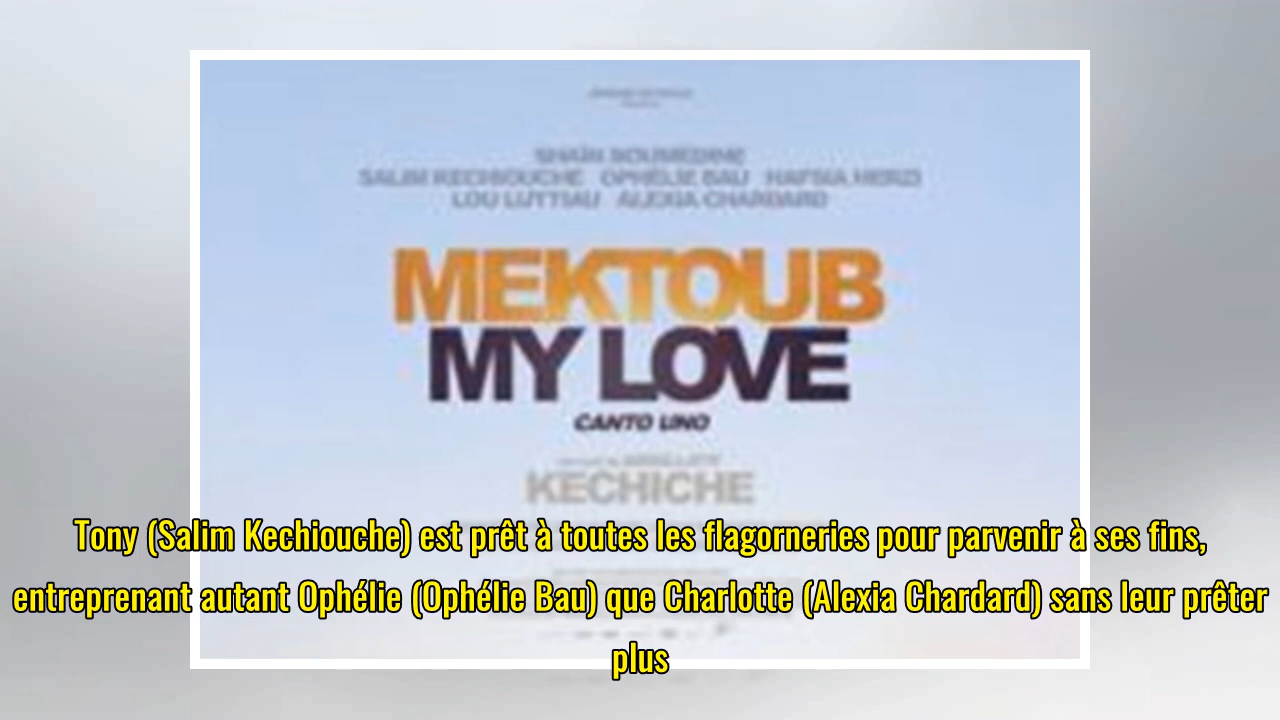 SHAÏN BOUMEDINE
SALIM KECHIOUCHE OPHÉLIE BAU HAFSIA HERZI
LOU LUTTIAU ALEXIA CHARDARD
MEKTOUB
MY LOVE
CANTO UNO
KECHICHE
Tony (Salim Kechiouche) est prêt à toutes les flagorneries pour parvenir à ses fins,
entreprenant autant Ophélie (Ophélie Bau) que Charlotte (Alexia Chardard) sans leur prêter
plus